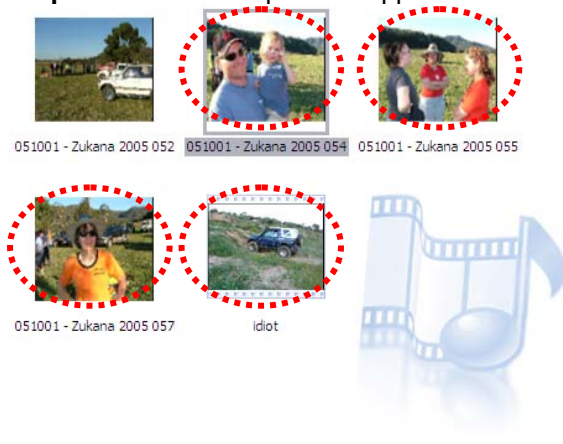 051001 - Zukana 2005 052
051001 - Zukana 2005 054
051001 - Zukana 2005 055
051001 - Zukana 2005 057
idiot